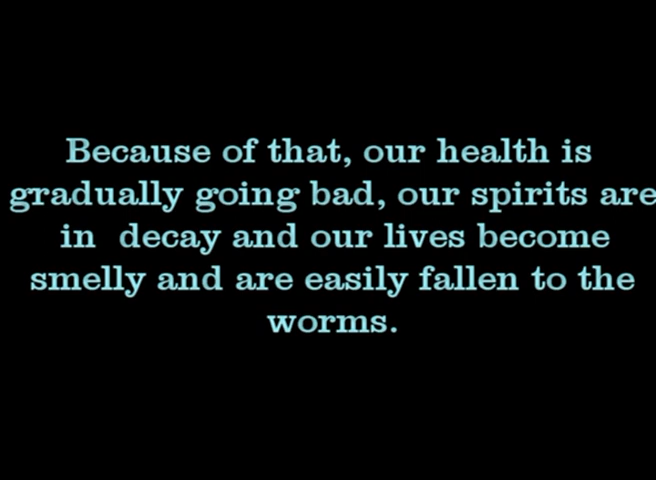 Because of that, our health is
gradually going bad, our spirits are
in  decay and our lives become
smelly and are easily fallen to the
worms.